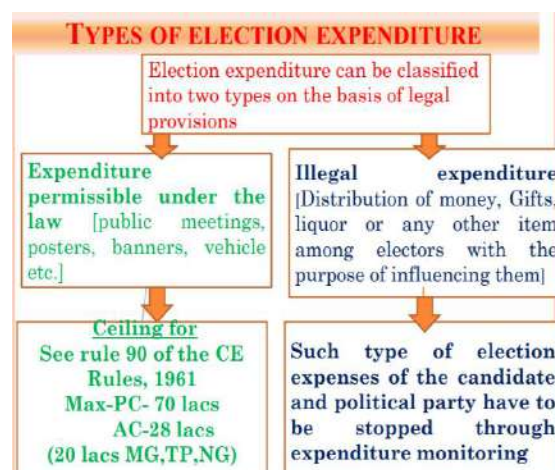 TYPES OF ELECTION EXPENDITURE
Election expenditure can be classified
into two types on the basis of legal
provisions
Expenditure
permissible under the
law [public meetings,
posters, banners, vehicle
etc.]
Illegal expenditure
[Distribution of money, Gifts,
liquor or any other item
among electors with the
purpose of influencing them]
Ceiling for
See rule 90 of the CE
Rules, 1961
Max-PC- 70 lacs
AC-28 lacs
(20 lacs MG,TP,NG)
Such type of election
expenses of the candidate
and political party have to
be stopped through
expenditure monitoring